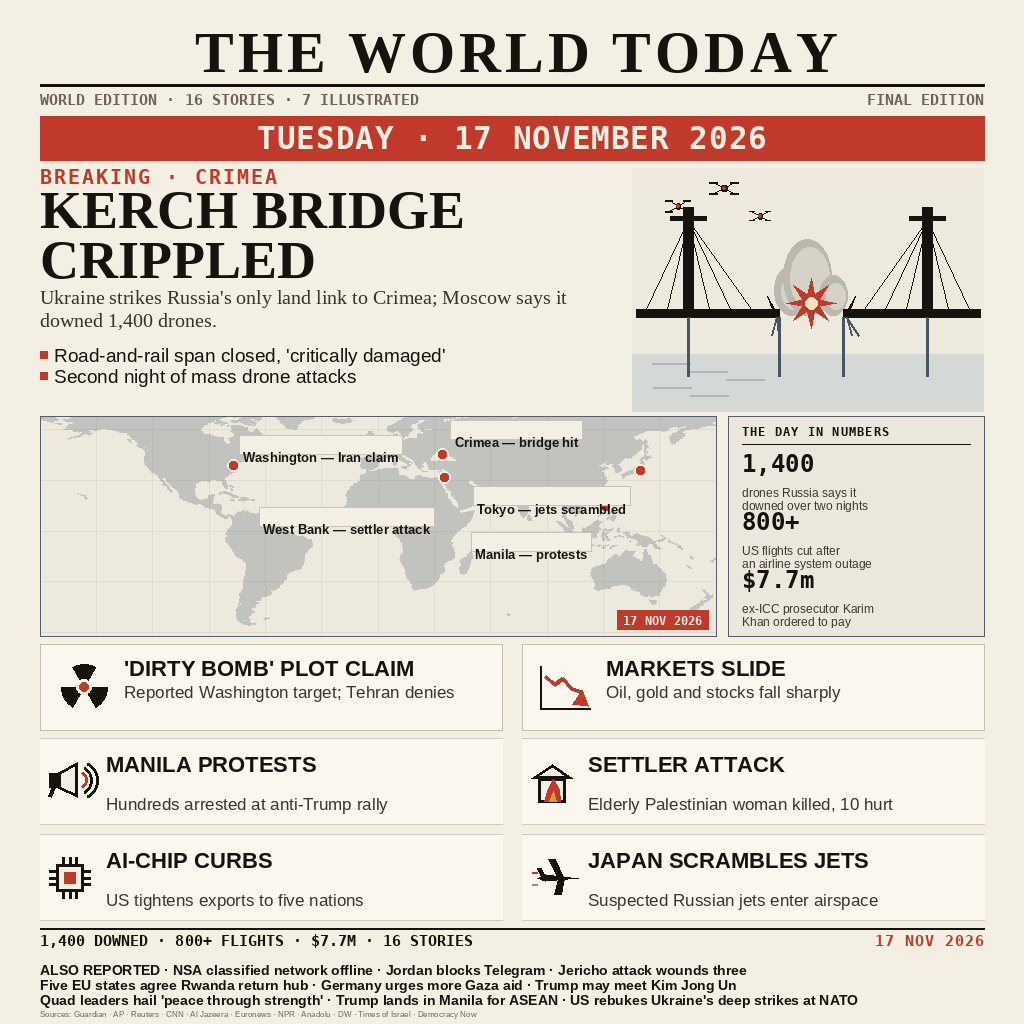 THE WORLD TODAY
WORLD EDITION · 16 STORIES · 7 ILLUSTRATED
FINAL EDITION
TUESDAY · 17 NOVEMBER 2026
BREAKING · CRIMEA
KERCH BRIDGE
CRIPPLED
Ukraine strikes Russia's only land link to Crimea; Moscow says it
downed 1,400 drones.
Road-and-rail span closed, 'critically damaged'
Second night of mass drone attacks
Washington — Iran claim
Crimea — bridge hit
Tokyo — jets scrambled
West Bank — settler attack
Manila — protests
17 NOV 2026
THE DAY IN NUMBERS
1,400
drones Russia says it
downed over two nights
800+
US flights cut after
an airline system outage
$7.7m
ex-ICC prosecutor Karim
Khan ordered to pay
'DIRTY BOMB' PLOT CLAIM
Reported Washington target; Tehran denies
MARKETS SLIDE
Oil, gold and stocks fall sharply
MANILA PROTESTS
Hundreds arrested at anti-Trump rally
SETTLER ATTACK
Elderly Palestinian woman killed, 10 hurt
AI-CHIP CURBS
US tightens exports to five nations
JAPAN SCRAMBLES JETS
Suspected Russian jets enter airspace
1,400 DOWNED · 800+ FLIGHTS · $7.7M · 16 STORIES
17 NOV 2026
ALSO REPORTED · NSA classified network offline · Jordan blocks Telegram · Jericho attack wounds three
Five EU states agree Rwanda return hub · Germany urges more Gaza aid · Trump may meet Kim Jong Un
Quad leaders hail 'peace through strength' · Trump lands in Manila for ASEAN · US rebukes Ukraine's deep strikes at NATO
Sources: Guardian · AP · Reuters · CNN · Al Jazeera · Euronews · NPR · Anadolu · DW · Times of Israel · Democracy Now